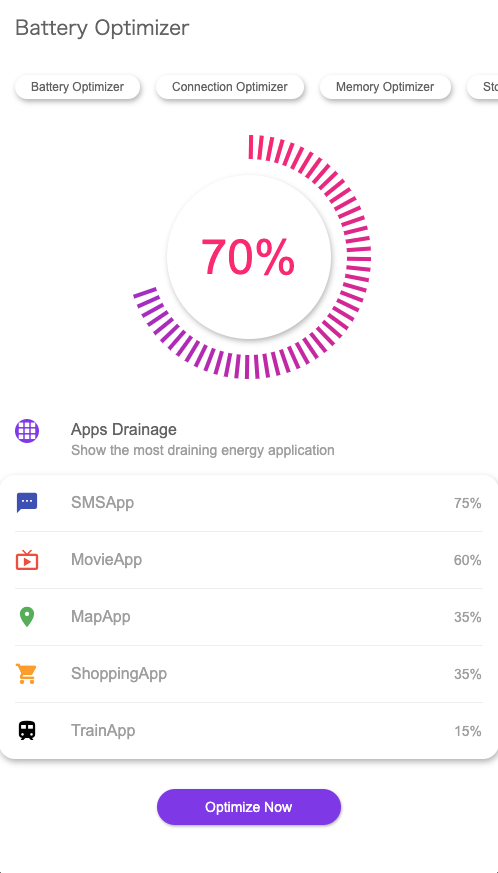 Battery Optimizer
Battery Optimizer Connection Optimizer Memory Optimizer Sto
70%
Apps Drainage
Show the most draining energy application
SMSApp 75%
MovieApp 60%
MapApp 35%
ShoppingApp 35%
TrainApp 15%
Optimize Now